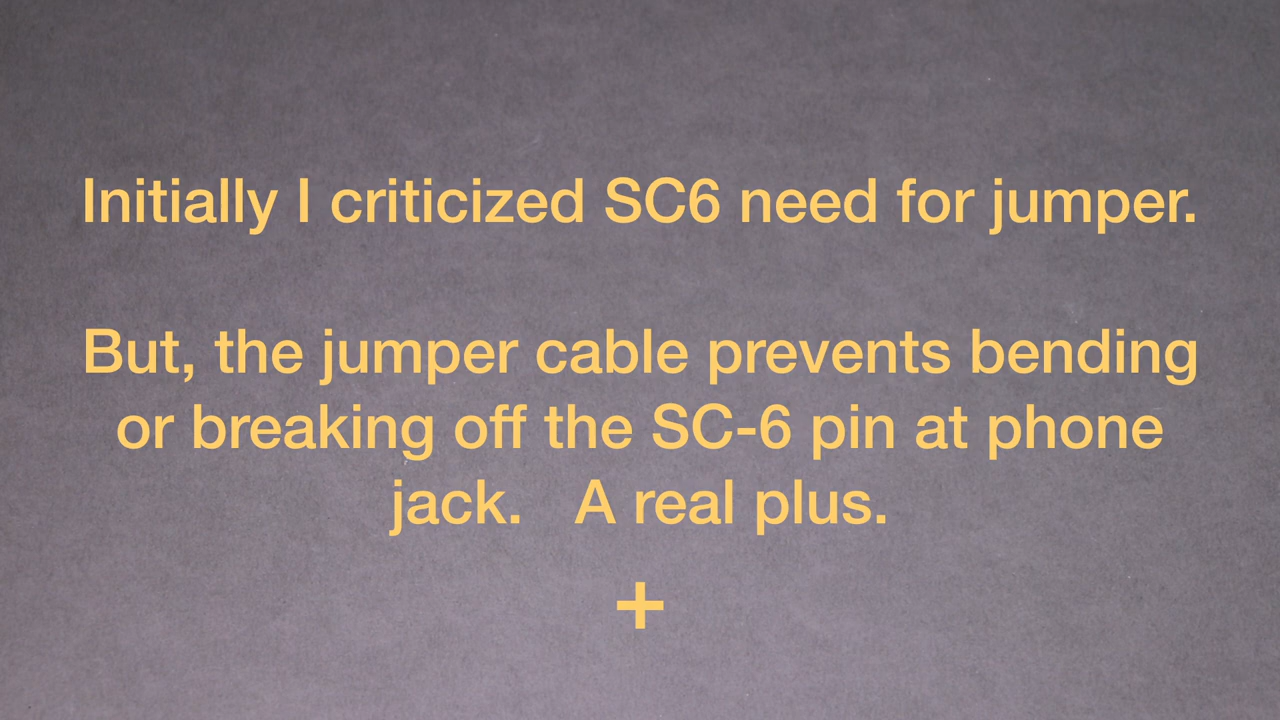 Initially I criticized SC6 need for jumper.
But, the jumper cable prevents bending
or breaking off the SC-6 pin at phone
jack.   A real plus.
+